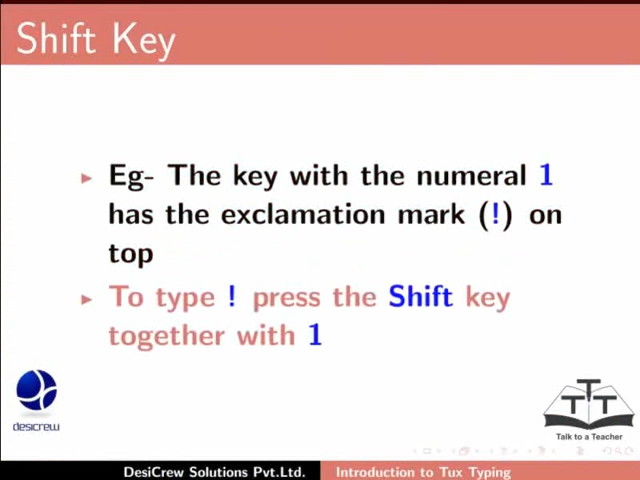 Shift Key
Eg- The key with the numeral 1
has the exclamation mark (!) on
top
To type ! press the Shift key
together with 1
desicrew
TTT
Talk to a Teacher
DesiCrew Solutions Pvt.Ltd. Introduction to Tux Typing